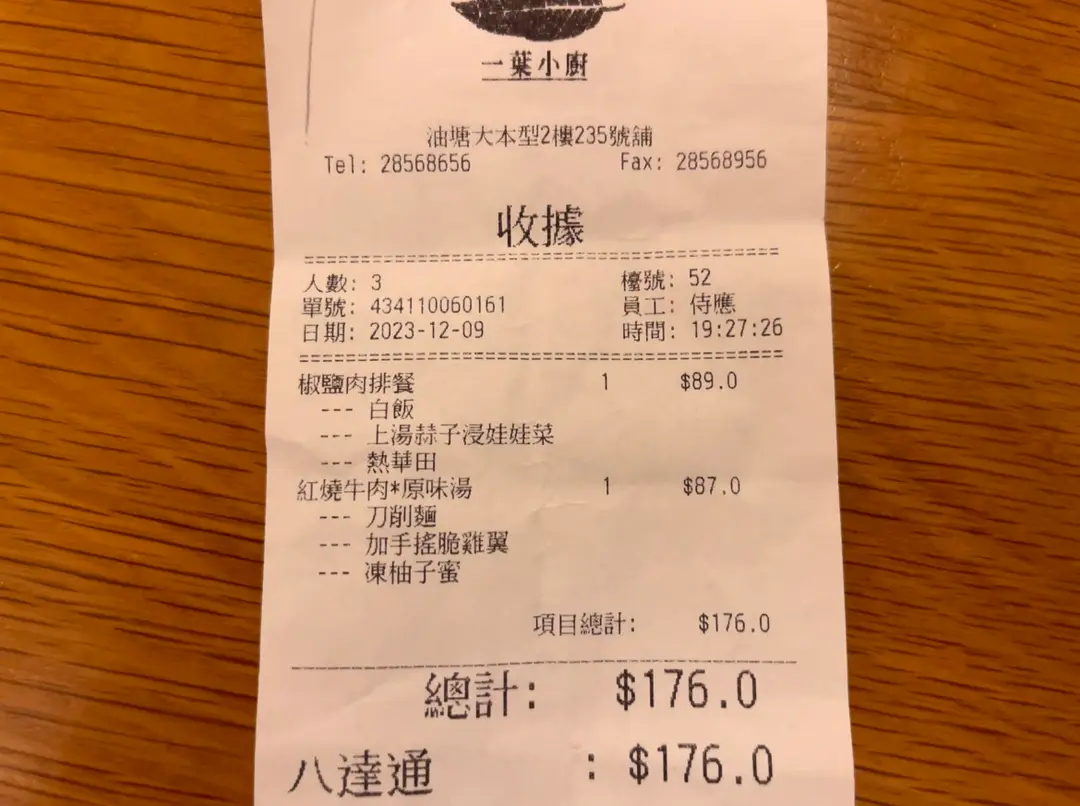 一葉小廚
油塘大本型2樓235號舖
Tel: 28568656 Fax: 28568956
收據
人數: 3 檯號: 52
單號: 434110060161 員工: 侍應
日期: 2023-12-09 時間: 19:27:26
椒鹽肉排餐 1 $89.0
--- 白飯
--- 上湯蒜子浸娃娃菜
--- 熱華田
紅燒牛肉*原味湯 1 $87.0
--- 刀削麵
--- 加手搖脆雞翼
--- 凍柚子蜜
項目總計: $176.0
總計: $176.0
八達通 : $176.0